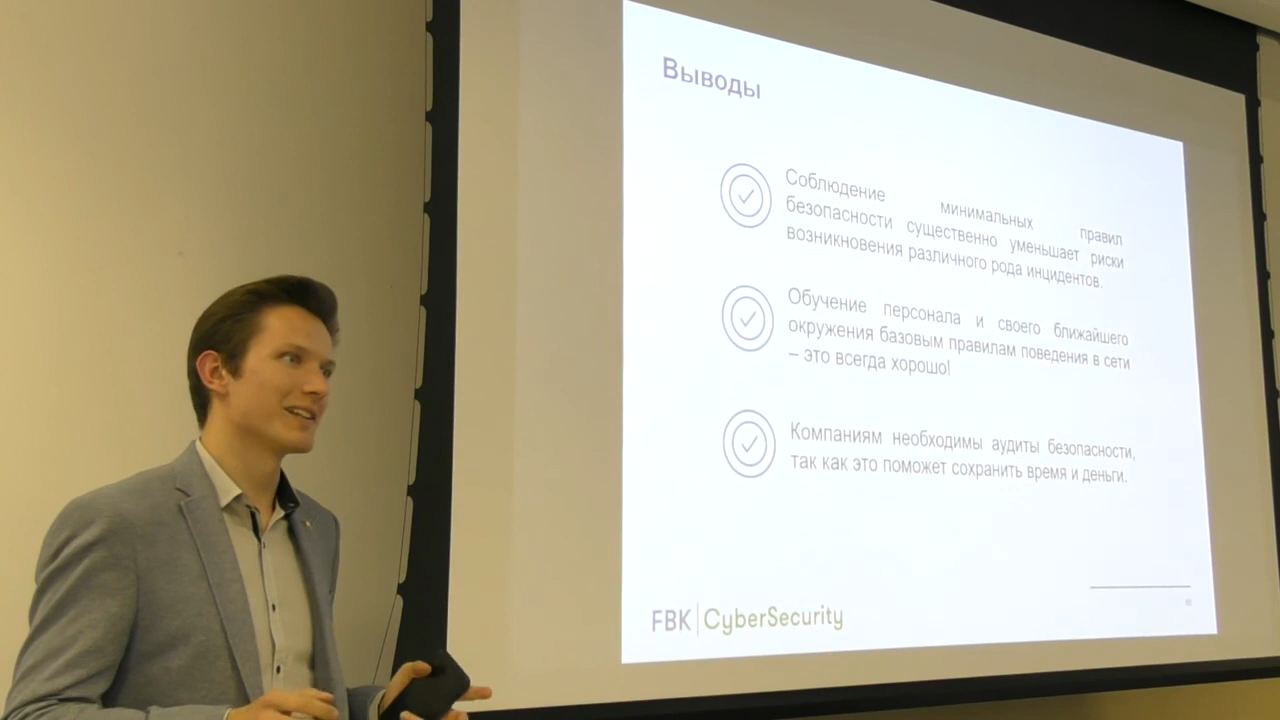 Выводы
Соблюдение минимальных правил
безопасности существенно уменьшает риски
возникновения различного рода инцидентов.
Обучение персонала и своего ближайшего
окружения базовым правилам поведения в сети
– это всегда хорошо!
Компаниям необходимы аудиты безопасности,
так как это поможет сохранить время и деньги.
FBK CyberSecurity